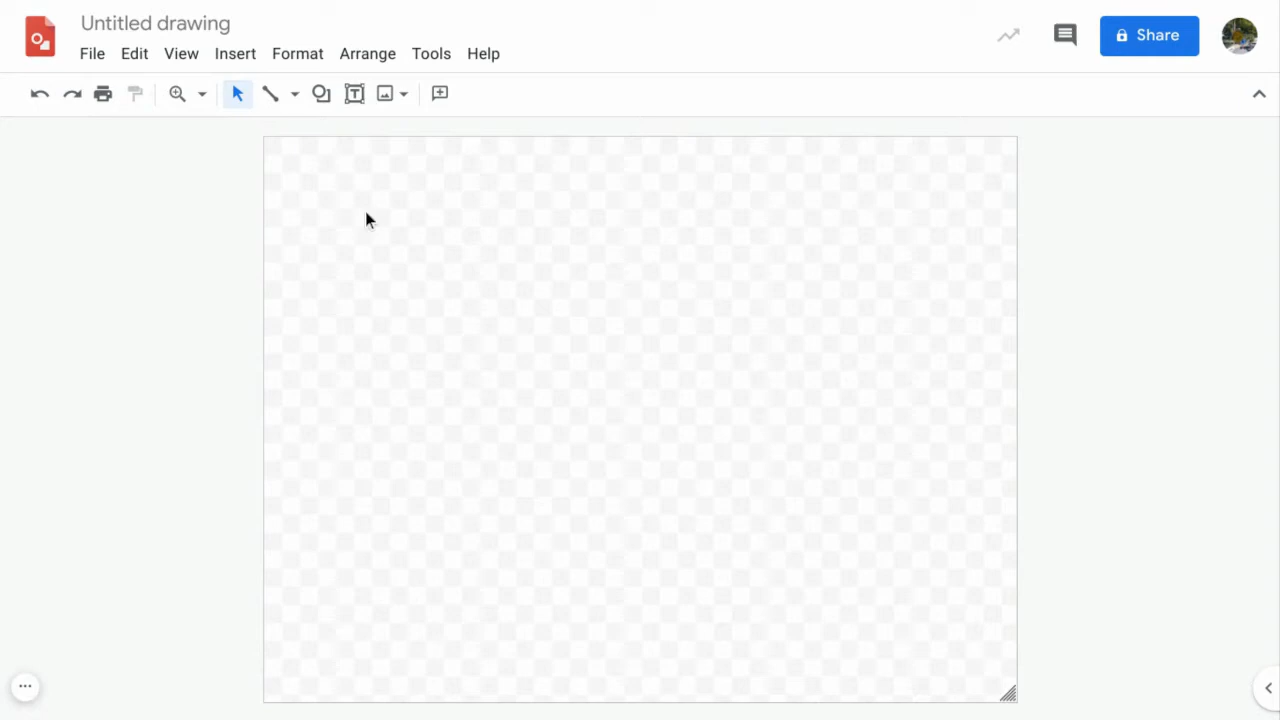 Untitled drawing
File Edit View Insert Format Arrange Tools Help
Share